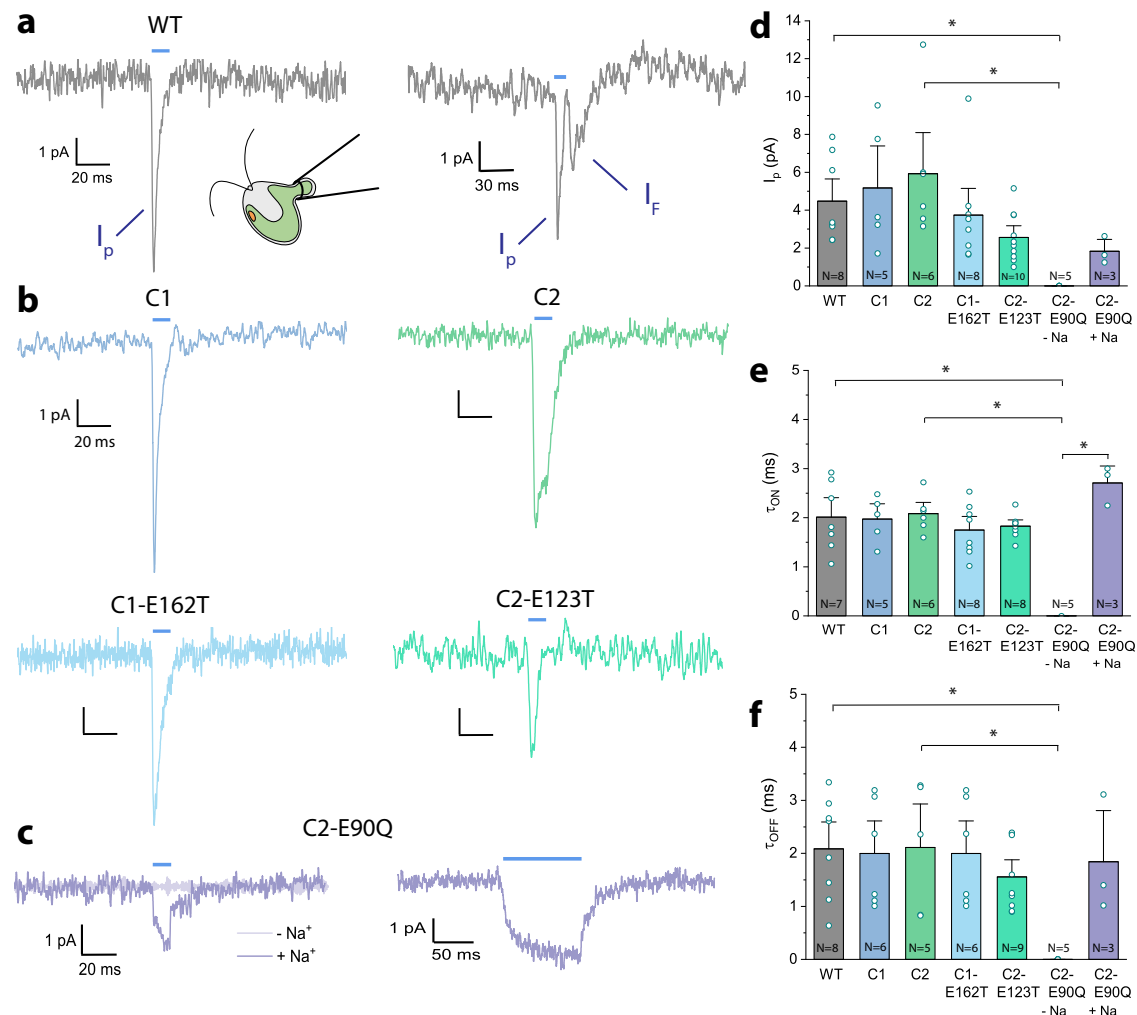 a
WT
1 pA
20 ms
Ip
1 pA
30 ms
IF
Ip
b
C1
C2
1 pA
20 ms
C1-E162T
C2-E123T
c
C2-E90Q
1 pA
20 ms
- Na+
+ Na+
1 pA
50 ms
d
*
*
14
12
10
8
6
4
2
0
Ip (pA)
N=8
N=5
N=6
N=8
N=10
N=5
N=3
WT
C1
C2
C1-
E162T
C2-
E123T
C2-
E90Q
- Na
C2-
E90Q
+ Na
e
*
*
*
5
4
3
2
1
0
τON (ms)
N=7
N=5
N=6
N=8
N=8
N=5
N=3
WT
C1
C2
C1-
E162T
C2-
E123T
C2-
E90Q
- Na
C2-
E90Q
+ Na
f
*
*
5
4
3
2
1
0
τOFF (ms)
N=8
N=6
N=5
N=6
N=9
N=5
N=3
WT
C1
C2
C1-
E162T
C2-
E123T
C2-
E90Q
- Na
C2-
E90Q
+ Na